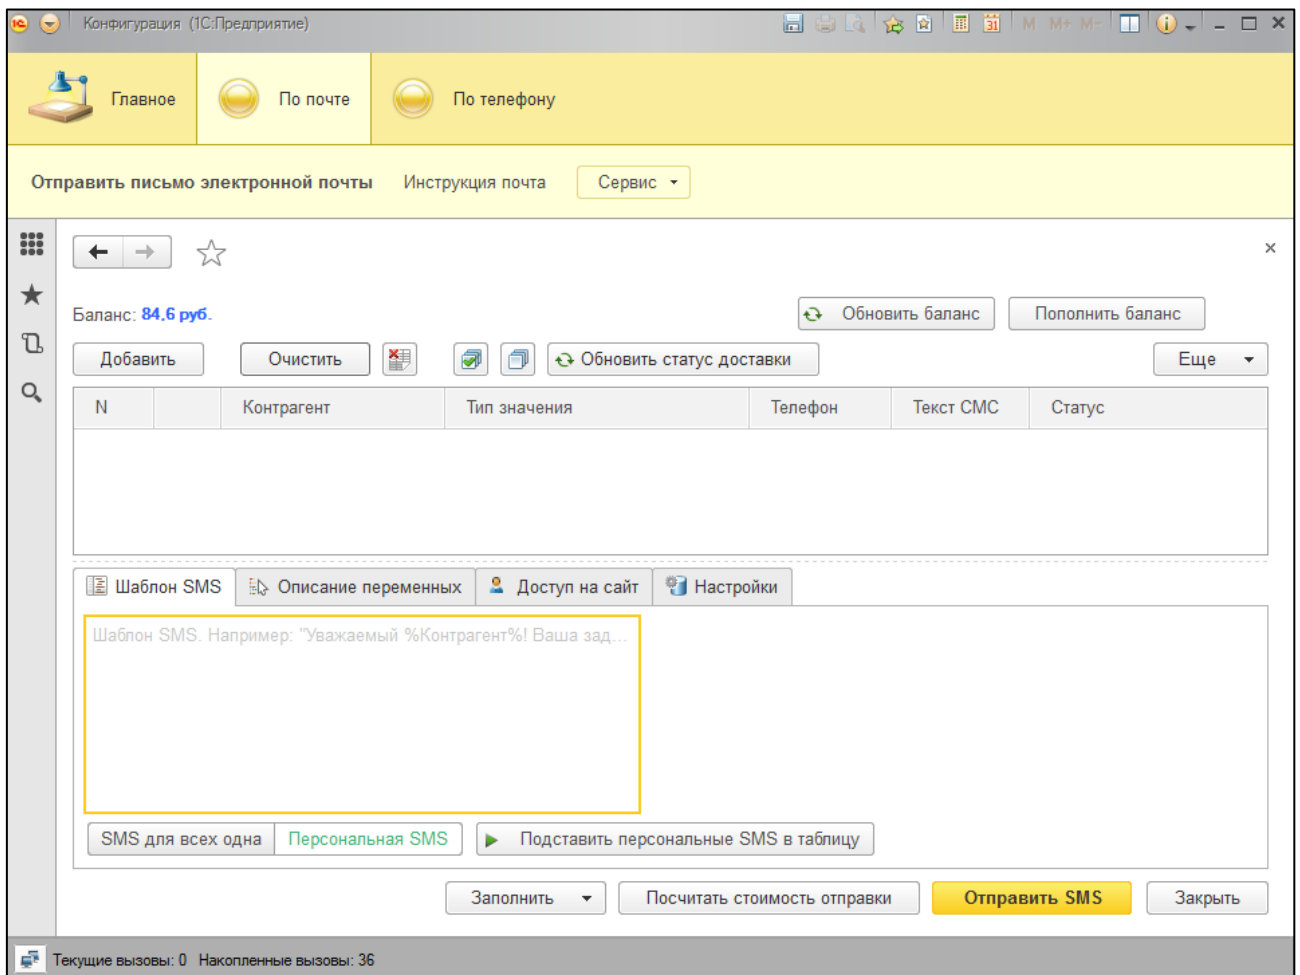 1С Конфигурация (1С:Предприятие) 31 M M+ M-
Главное По почте По телефону
Отправить письмо электронной почты Инструкция почта Сервис
Баланс: 84,6 руб. Обновить баланс Пополнить баланс
Добавить Очистить Обновить статус доставки Еще
N Контрагент Тип значения Телефон Текст СМС Статус
Шаблон SMS Описание переменных Доступ на сайт Настройки
Шаблон SMS. Например: "Уважаемый %Контрагент%! Ваша зад...
SMS для всех одна Персональная SMS Подставить персональные SMS в таблицу
Заполнить Посчитать стоимость отправки Отправить SMS Закрыть
Текущие вызовы: 0 Накопленные вызовы: 36